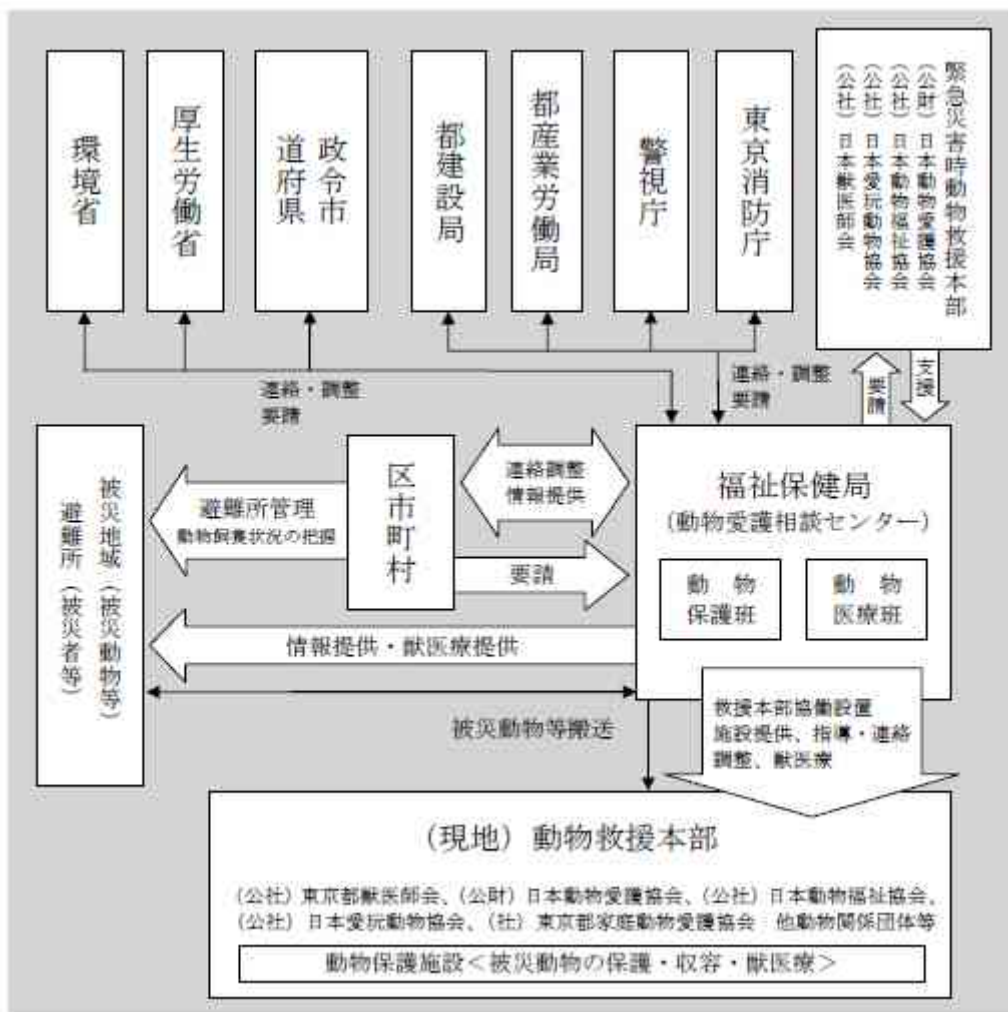 環境省
厚生労働省
政令市
道府県
都建設局
都産業労働局
警視庁
東京消防庁
緊急災害時動物救援本部
(公財)日本動物愛護協会
(公社)日本動物福祉協会
(公社)日本愛玩動物協会
(公社)日本獣医師会
連絡・調整
要請
連絡・調整
要請
要請
支援
被災地域(被災動物等)
避難所(被災者等)
避難所管理
動物飼養状況の把握
区市町村
連絡調整
情報提供
要請
福祉保健局
(動物愛護相談センター)
動 物
保護班
動 物
医療班
情報提供・獣医療提供
被災動物等搬送
救援本部協働設置
施設提供、指導・連絡
調整、獣医療
(現地)動物救援本部
(公社)東京都獣医師会、(公財)日本動物愛護協会、(公社)日本動物福祉協会、
(公社)日本愛玩動物協会、(社)東京都家庭動物愛護協会 他動物関係団体等
動物保護施設<被災動物の保護・収容・獣医療>